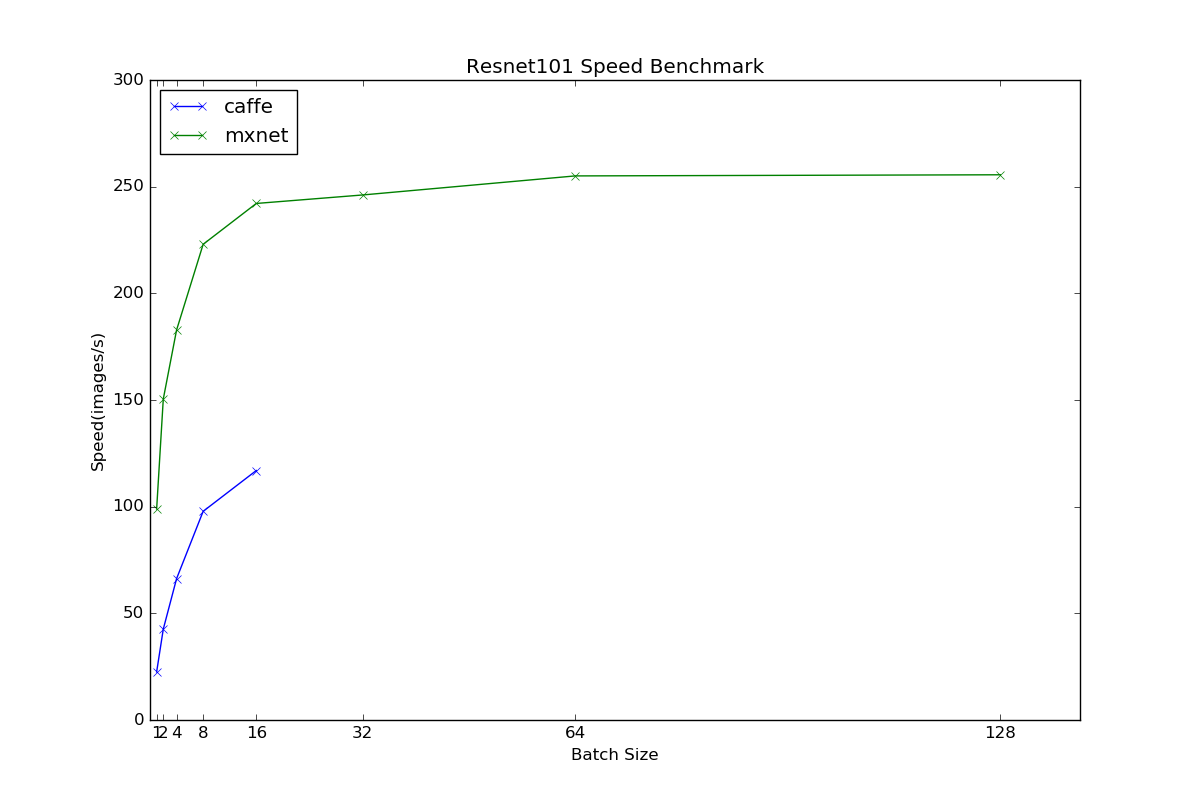 Resnet101 Speed Benchmark
caffe
mxnet
300
250
200
150
100
50
0
Speed(images/s)
1 2 4 8 16 32 64 128
Batch Size